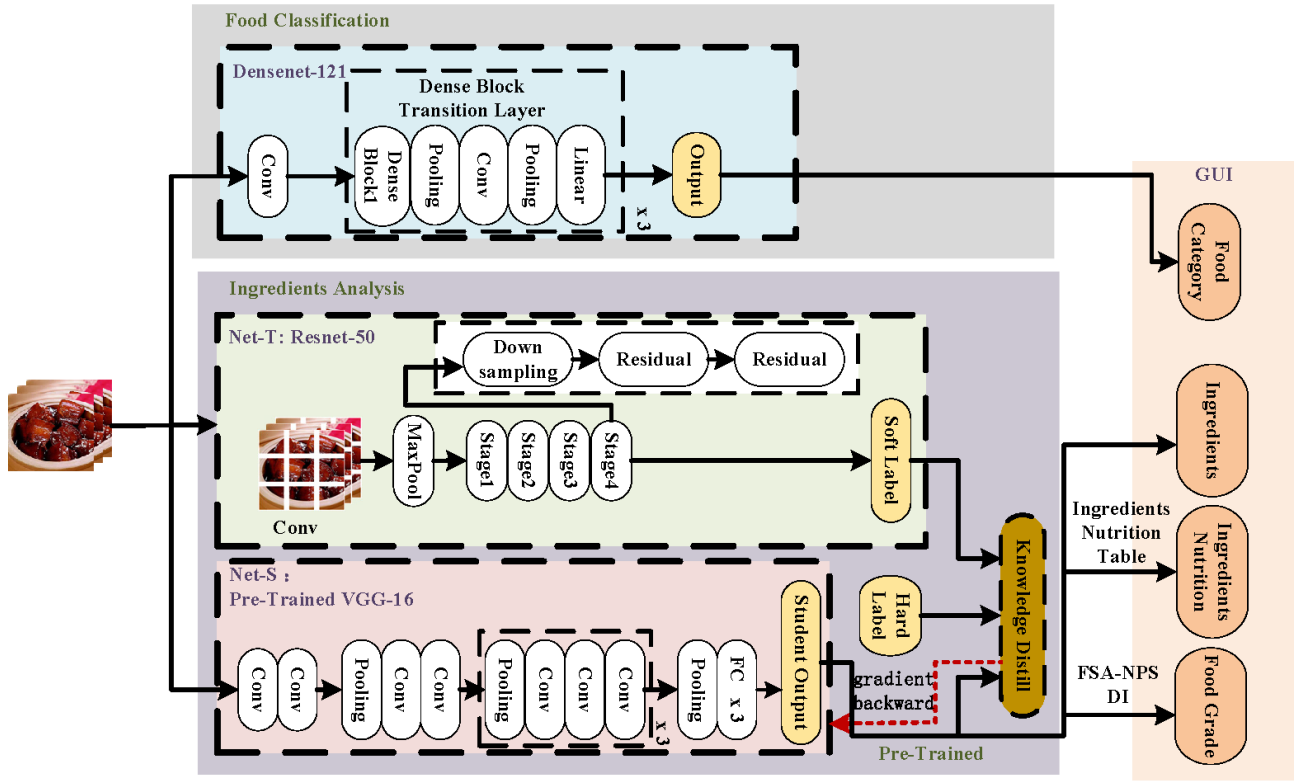 Food Classification
Densenet-121
Dense Block
Transition Layer
Conv
Dense
Block1
Pooling
Conv
Pooling
Linear
x 3
Output
GUI
Food
Category
Ingredients Analysis
Net-T: Resnet-50
Down
sampling
Residual
Residual
Conv
MaxPool
Stage1
Stage2
Stage3
Stage4
Soft Label
Ingredients
Ingredients
Nutrition
Table
Ingredients
Nutrition
Knowledge Distill
Hard
Label
Net-S :
Pre-Trained VGG-16
Conv
Conv
Pooling
Conv
Conv
Pooling
Conv
Conv
Conv
x 3
Pooling
FC x 3
Student Output
gradient
backward
Pre-Trained
FSA-NPS
DI
Food Grade